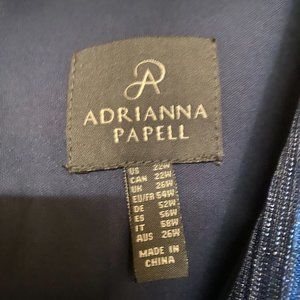 ADRIANNA
PAPELL
US 22W
CAN 22W
UK 26W
EU/FR 54W
DE 52W
ES 56W
IT 58W
AUS 26W
MADE IN
CHINA